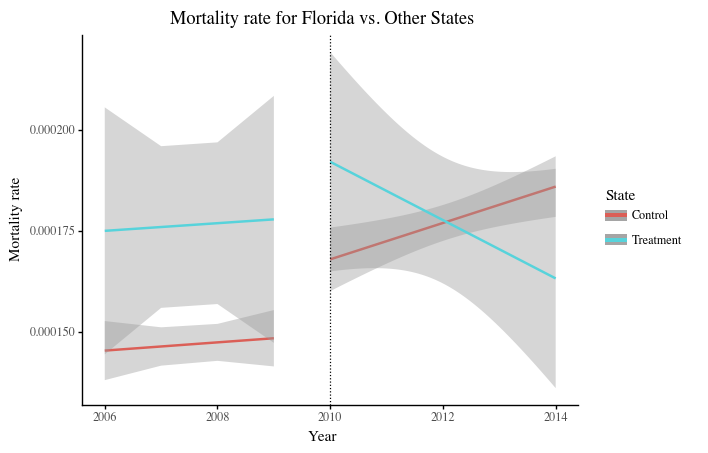 Mortality rate for Florida vs. Other States
Mortality rate
0.000200
0.000175
0.000150
2006
2008
2010
2012
2014
Year
State
Control
Treatment